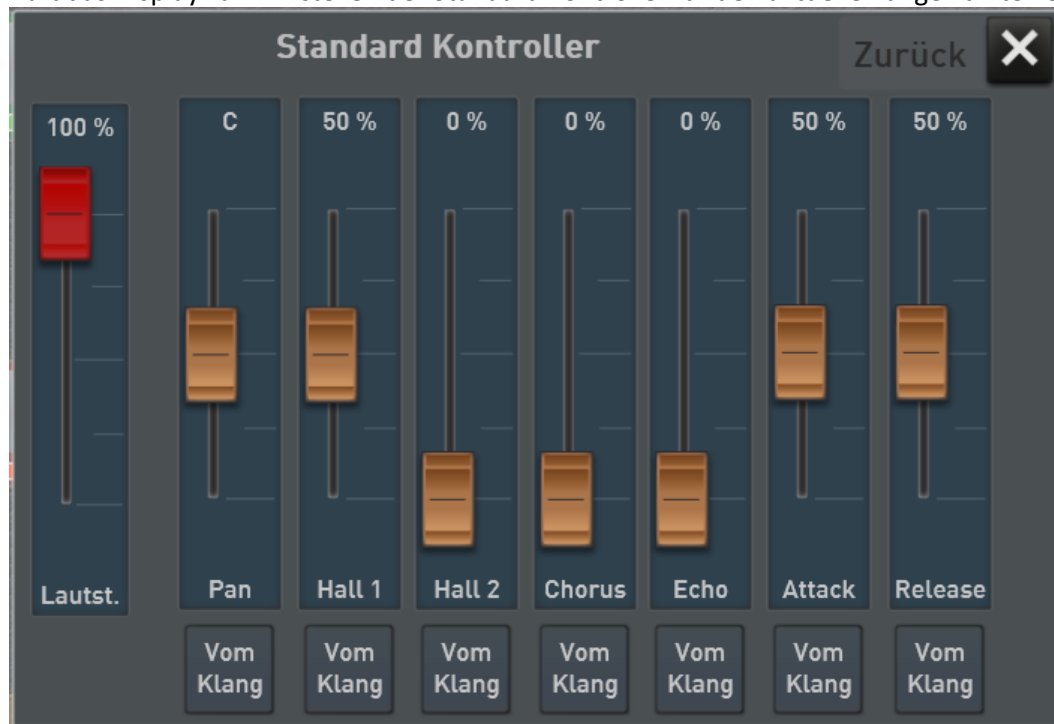 Standard Kontroller
Zurück
100 %
C
50 %
0 %
0 %
0 %
50 %
50 %
Lautst.
Pan
Hall 1
Hall 2
Chorus
Echo
Attack
Release
Vom
Klang
Vom
Klang
Vom
Klang
Vom
Klang
Vom
Klang
Vom
Klang
Vom
Klang